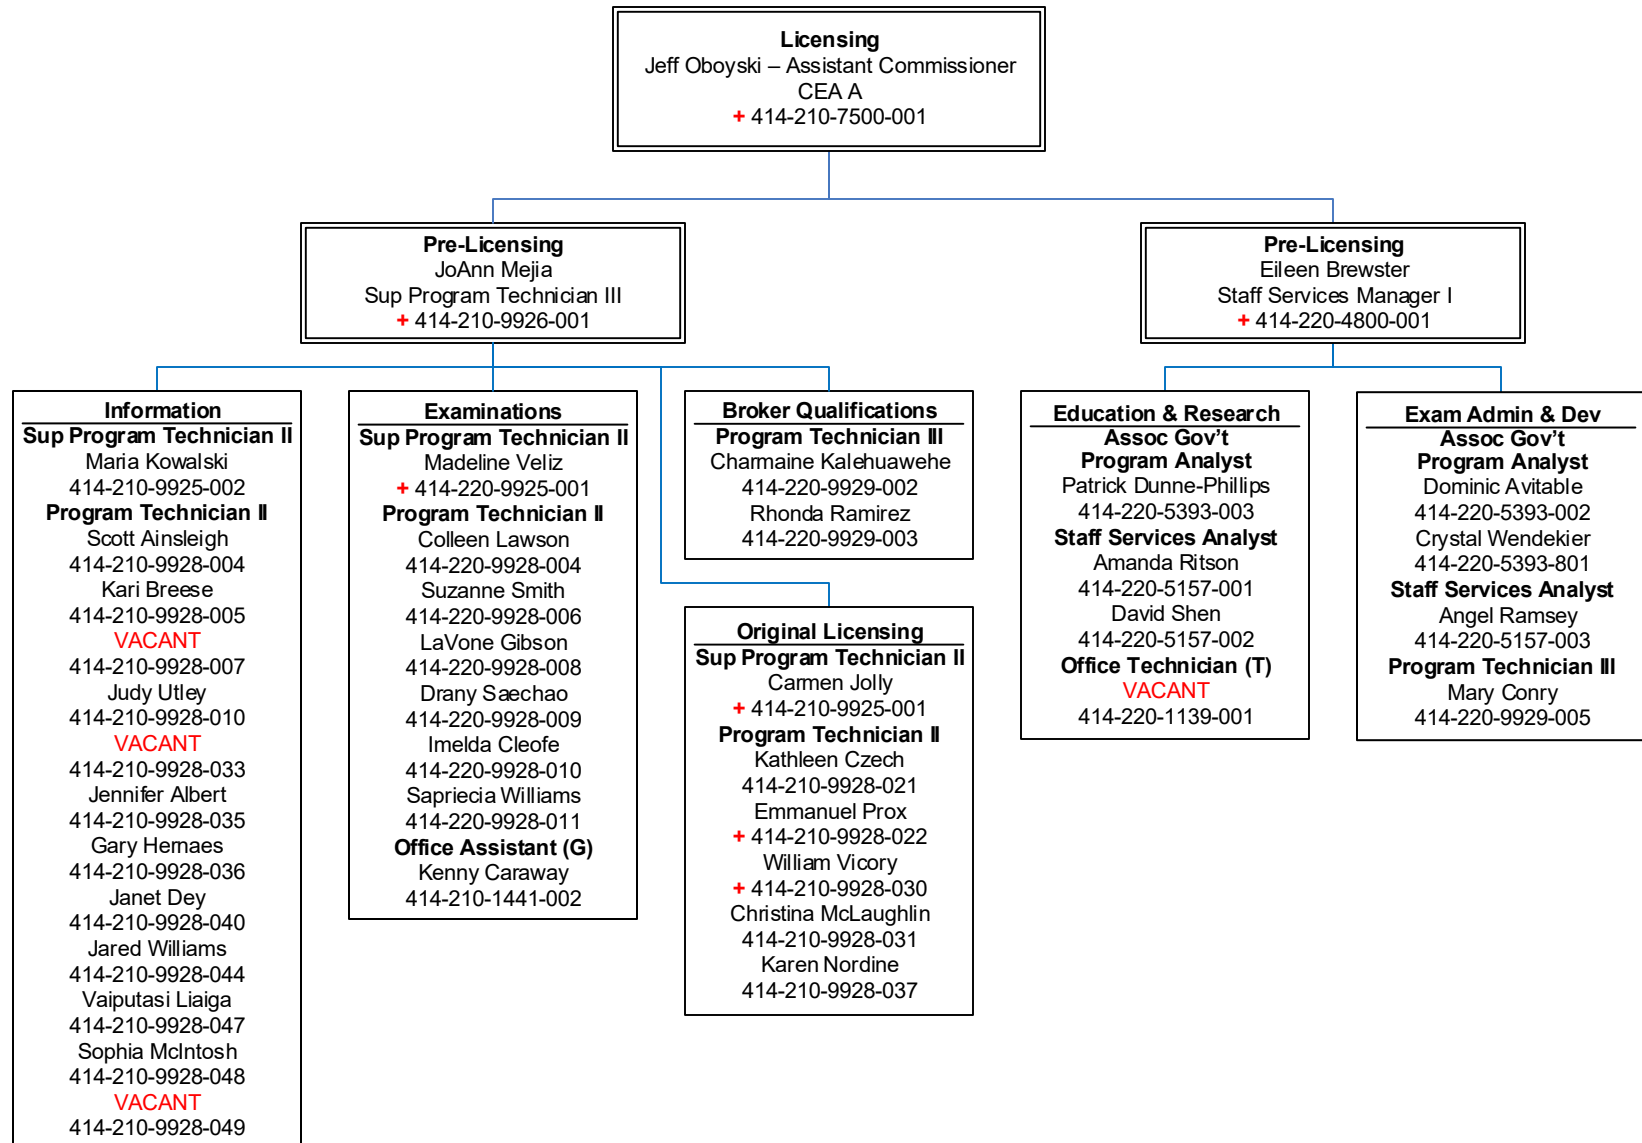 Licensing
Jeff Oboyski – Assistant Commissioner
CEA A
+ 414-210-7500-001
Pre-Licensing
JoAnn Mejia
Sup Program Technician III
+ 414-210-9926-001
Pre-Licensing
Eileen Brewster
Staff Services Manager I
+ 414-220-4800-001
Information
Sup Program Technician II
Maria Kowalski
414-210-9925-002
Program Technician II
Scott Ainsleigh
414-210-9928-004
Kari Breese
414-210-9928-005
VACANT
414-210-9928-007
Judy Utley
414-210-9928-010
VACANT
414-210-9928-033
Jennifer Albert
414-210-9928-035
Gary Hernaes
414-210-9928-036
Janet Dey
414-210-9928-040
Jared Williams
414-210-9928-044
Vaiputasi Liaiga
414-210-9928-047
Sophia McIntosh
414-210-9928-048
VACANT
414-210-9928-049
Examinations
Sup Program Technician II
Madeline Veliz
+ 414-220-9925-001
Program Technician II
Colleen Lawson
414-220-9928-004
Suzanne Smith
414-220-9928-006
LaVone Gibson
414-220-9928-008
Drany Saechao
414-220-9928-009
Imelda Cleofe
414-220-9928-010
Sapriecia Williams
414-220-9928-011
Office Assistant (G)
Kenny Caraway
414-210-1441-002
Broker Qualifications
Program Technician III
Charmaine Kalehuawehe
414-220-9929-002
Rhonda Ramirez
414-220-9929-003
Original Licensing
Sup Program Technician II
Carmen Jolly
+ 414-210-9925-001
Program Technician II
Kathleen Czech
414-210-9928-021
Emmanuel Prox
+ 414-210-9928-022
William Vicory
+ 414-210-9928-030
Christina McLaughlin
414-210-9928-031
Karen Nordine
414-210-9928-037
Education & Research
Assoc Gov’t
Program Analyst
Patrick Dunne-Phillips
414-220-5393-003
Staff Services Analyst
Amanda Ritson
414-220-5157-001
David Shen
414-220-5157-002
Office Technician (T)
VACANT
414-220-1139-001
Exam Admin & Dev
Assoc Gov’t
Program Analyst
Dominic Avitable
414-220-5393-002
Crystal Wendekier
414-220-5393-801
Staff Services Analyst
Angel Ramsey
414-220-5157-003
Program Technician III
Mary Conry
414-220-9929-005